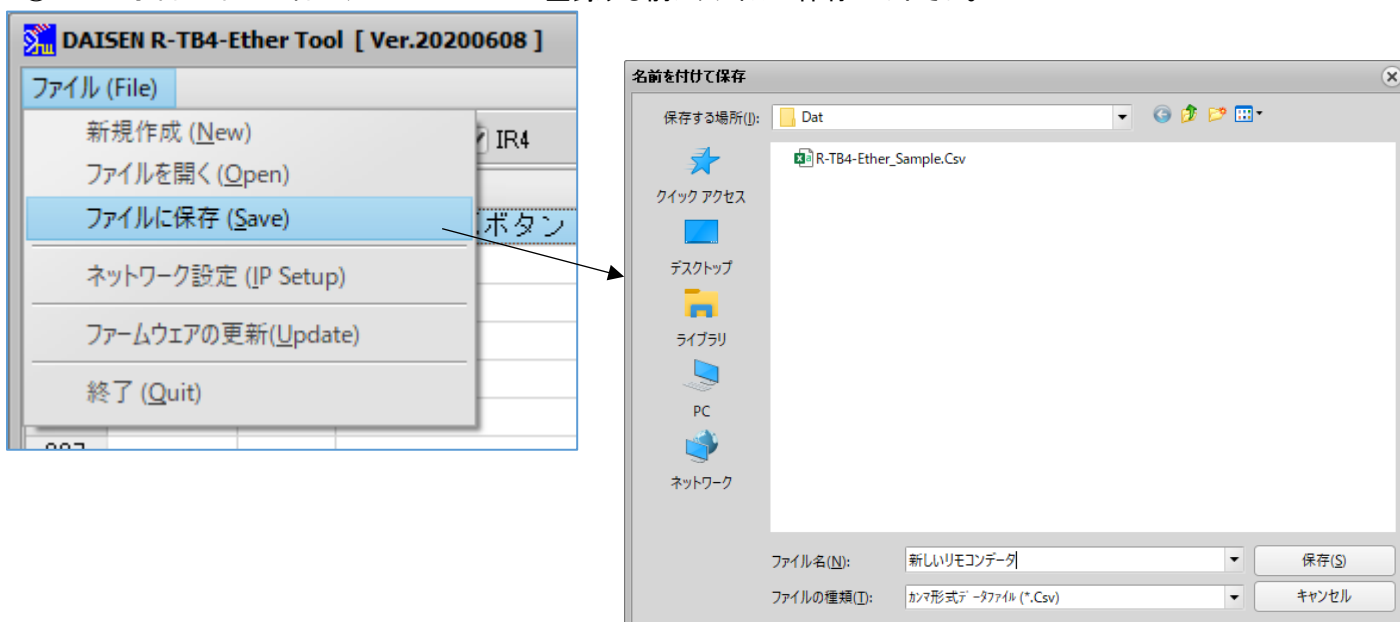 DAISEN R-TB4-Ether Tool [ Ver.20200608 ]
ファイル (File)
新規作成 (New)
ファイルを開く(Open)
ファイルに保存 (Save)
ネットワーク設定 (IP Setup)
ファームウェアの更新(Update)
終了 (Quit)
IR4
ボタン
名前を付けて保存
保存する場所(I):
Dat
R-TB4-Ether_Sample.Csv
クイック アクセス
デスクトップ
ライブラリ
PC
ネットワーク
ファイル名(N):
新しいリモコンデータ
保存(S)
ファイルの種類(T):
カンマ形式データファイル (*.Csv)
キャンセル